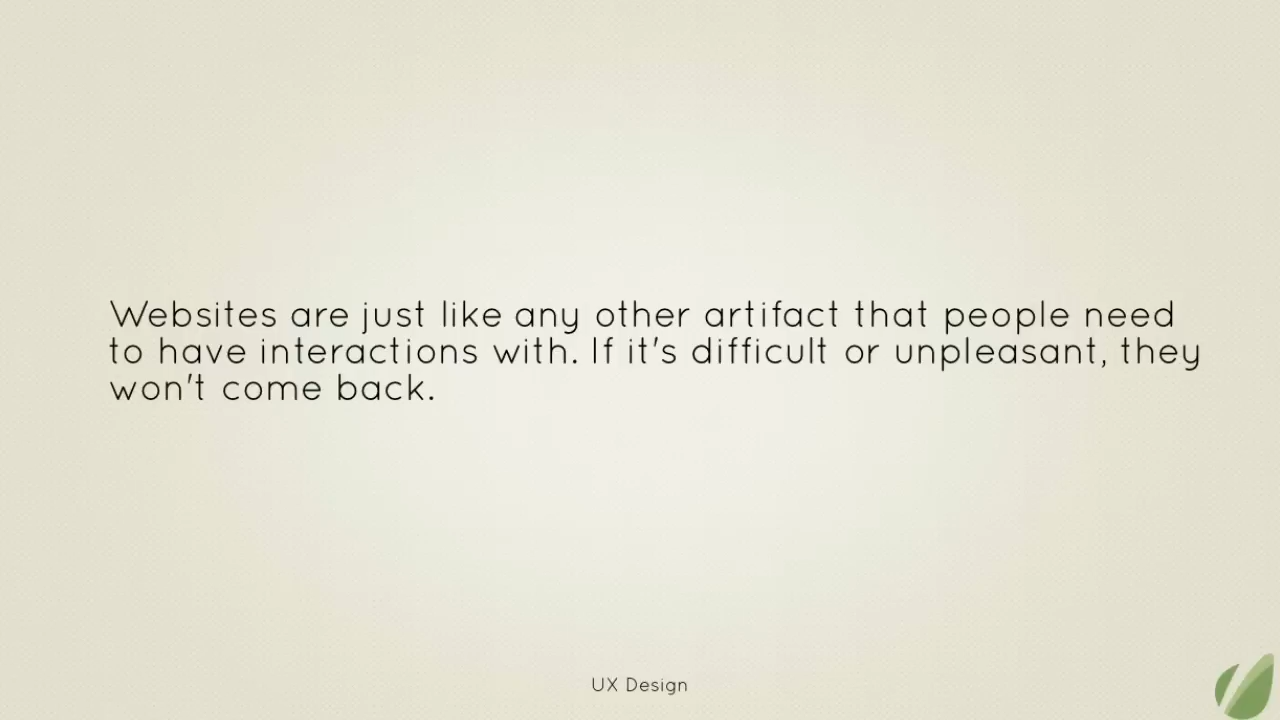 Websites are just like any other artifact that people need
to have interactions with. If it's difficult or unpleasant, they
won't come back.
UX Design